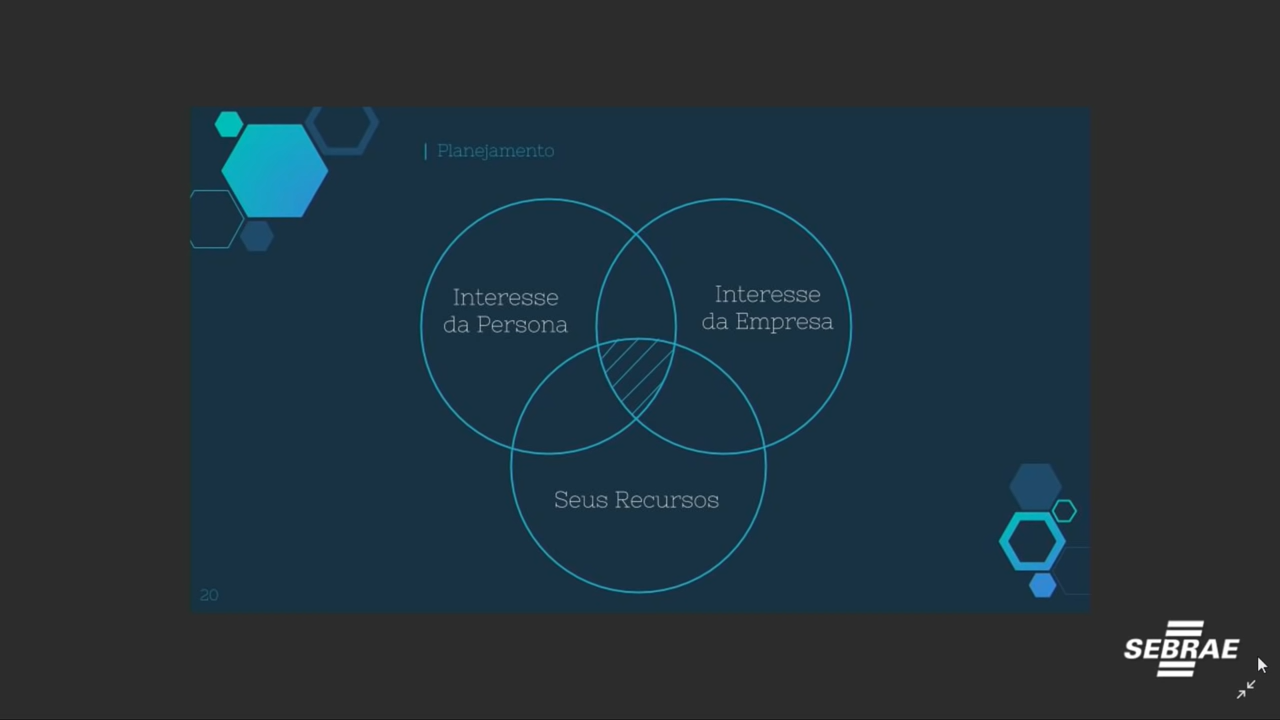 | Planejamento
Interesse
da Persona
Interesse
da Empresa
Seus Recursos
20
SEBRAE